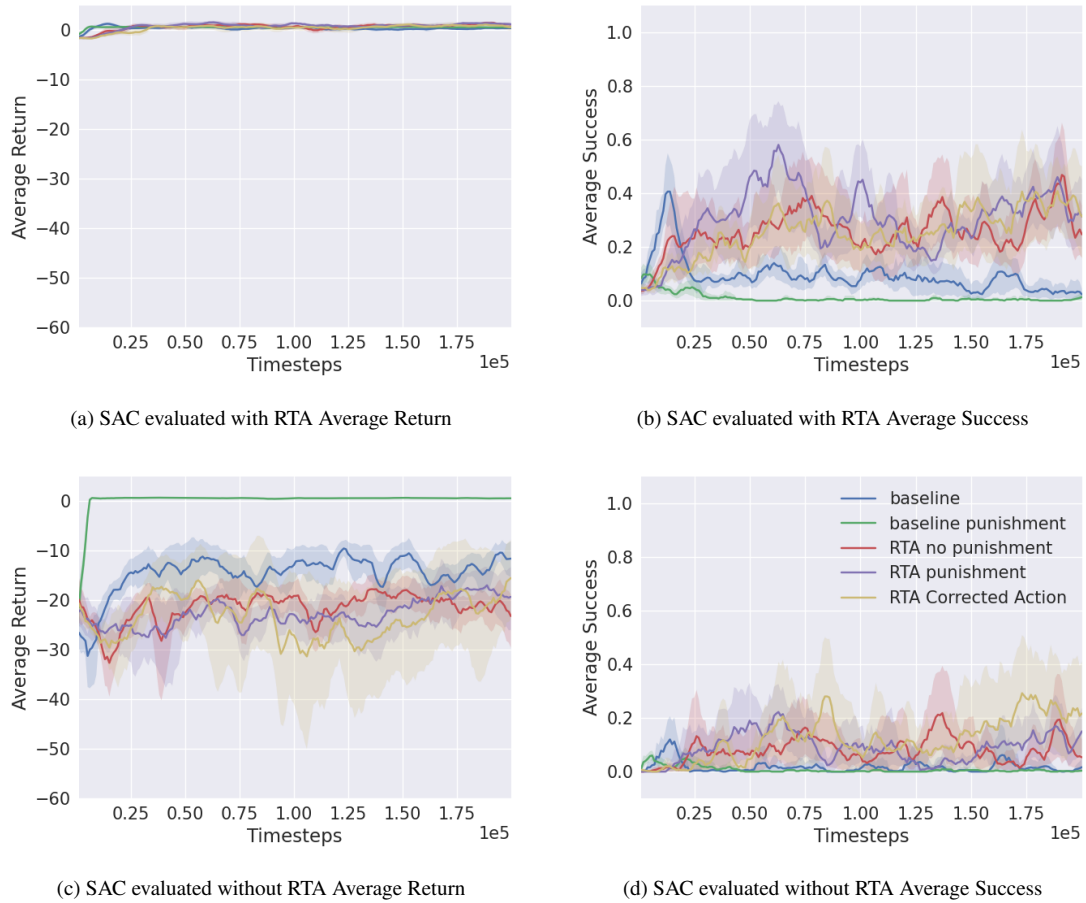 0
−10
−20
−30
−40
−50
−60
Average Return
0.25 0.50 0.75 1.00 1.25 1.50 1.75
1e5
Timesteps
(a) SAC evaluated with RTA Average Return
1.0
0.8
0.6
0.4
0.2
0.0
Average Success
0.25 0.50 0.75 1.00 1.25 1.50 1.75
1e5
Timesteps
(b) SAC evaluated with RTA Average Success
0
−10
−20
−30
−40
−50
−60
Average Return
0.25 0.50 0.75 1.00 1.25 1.50 1.75
1e5
Timesteps
(c) SAC evaluated without RTA Average Return
1.0
0.8
0.6
0.4
0.2
0.0
Average Success
baseline
baseline punishment
RTA no punishment
RTA punishment
RTA Corrected Action
0.25 0.50 0.75 1.00 1.25 1.50 1.75
1e5
Timesteps
(d) SAC evaluated without RTA Average Success